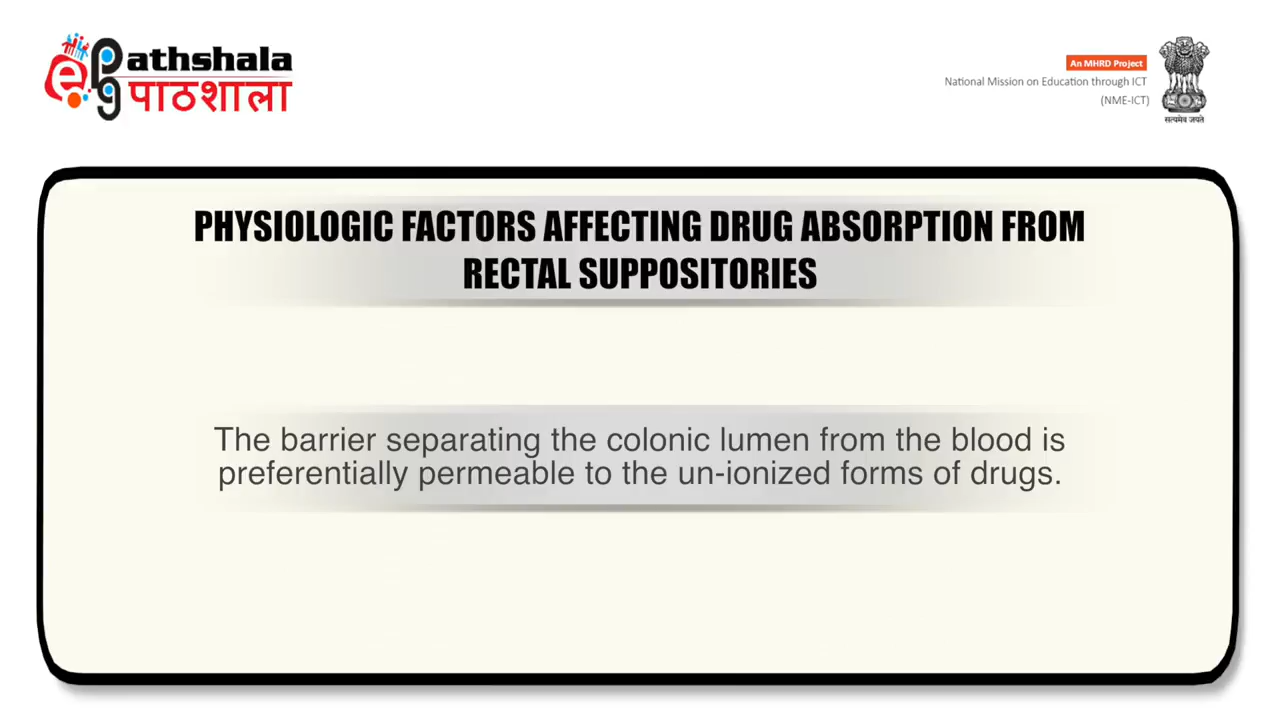 e Pg athshala
पाठशाला
An MHRD Project
National Mission on Education through ICT
(NME-ICT)
सत्यमेव जयते
PHYSIOLOGIC FACTORS AFFECTING DRUG ABSORPTION FROM
RECTAL SUPPOSITORIES
The barrier separating the colonic lumen from the blood is
preferentially permeable to the un-ionized forms of drugs.